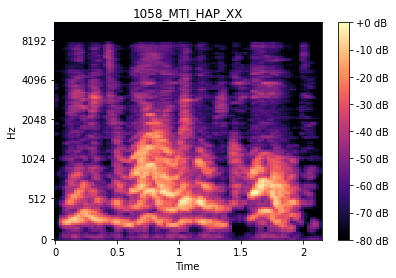 1058_MTI_HAP_XX
+0 dB
8192
-10 dB
-20 dB
4096
-30 dB
Hz
2048
-40 dB
1024
-50 dB
-60 dB
512
-70 dB
0
-80 dB
0
0.5
1
1.5
2
Time